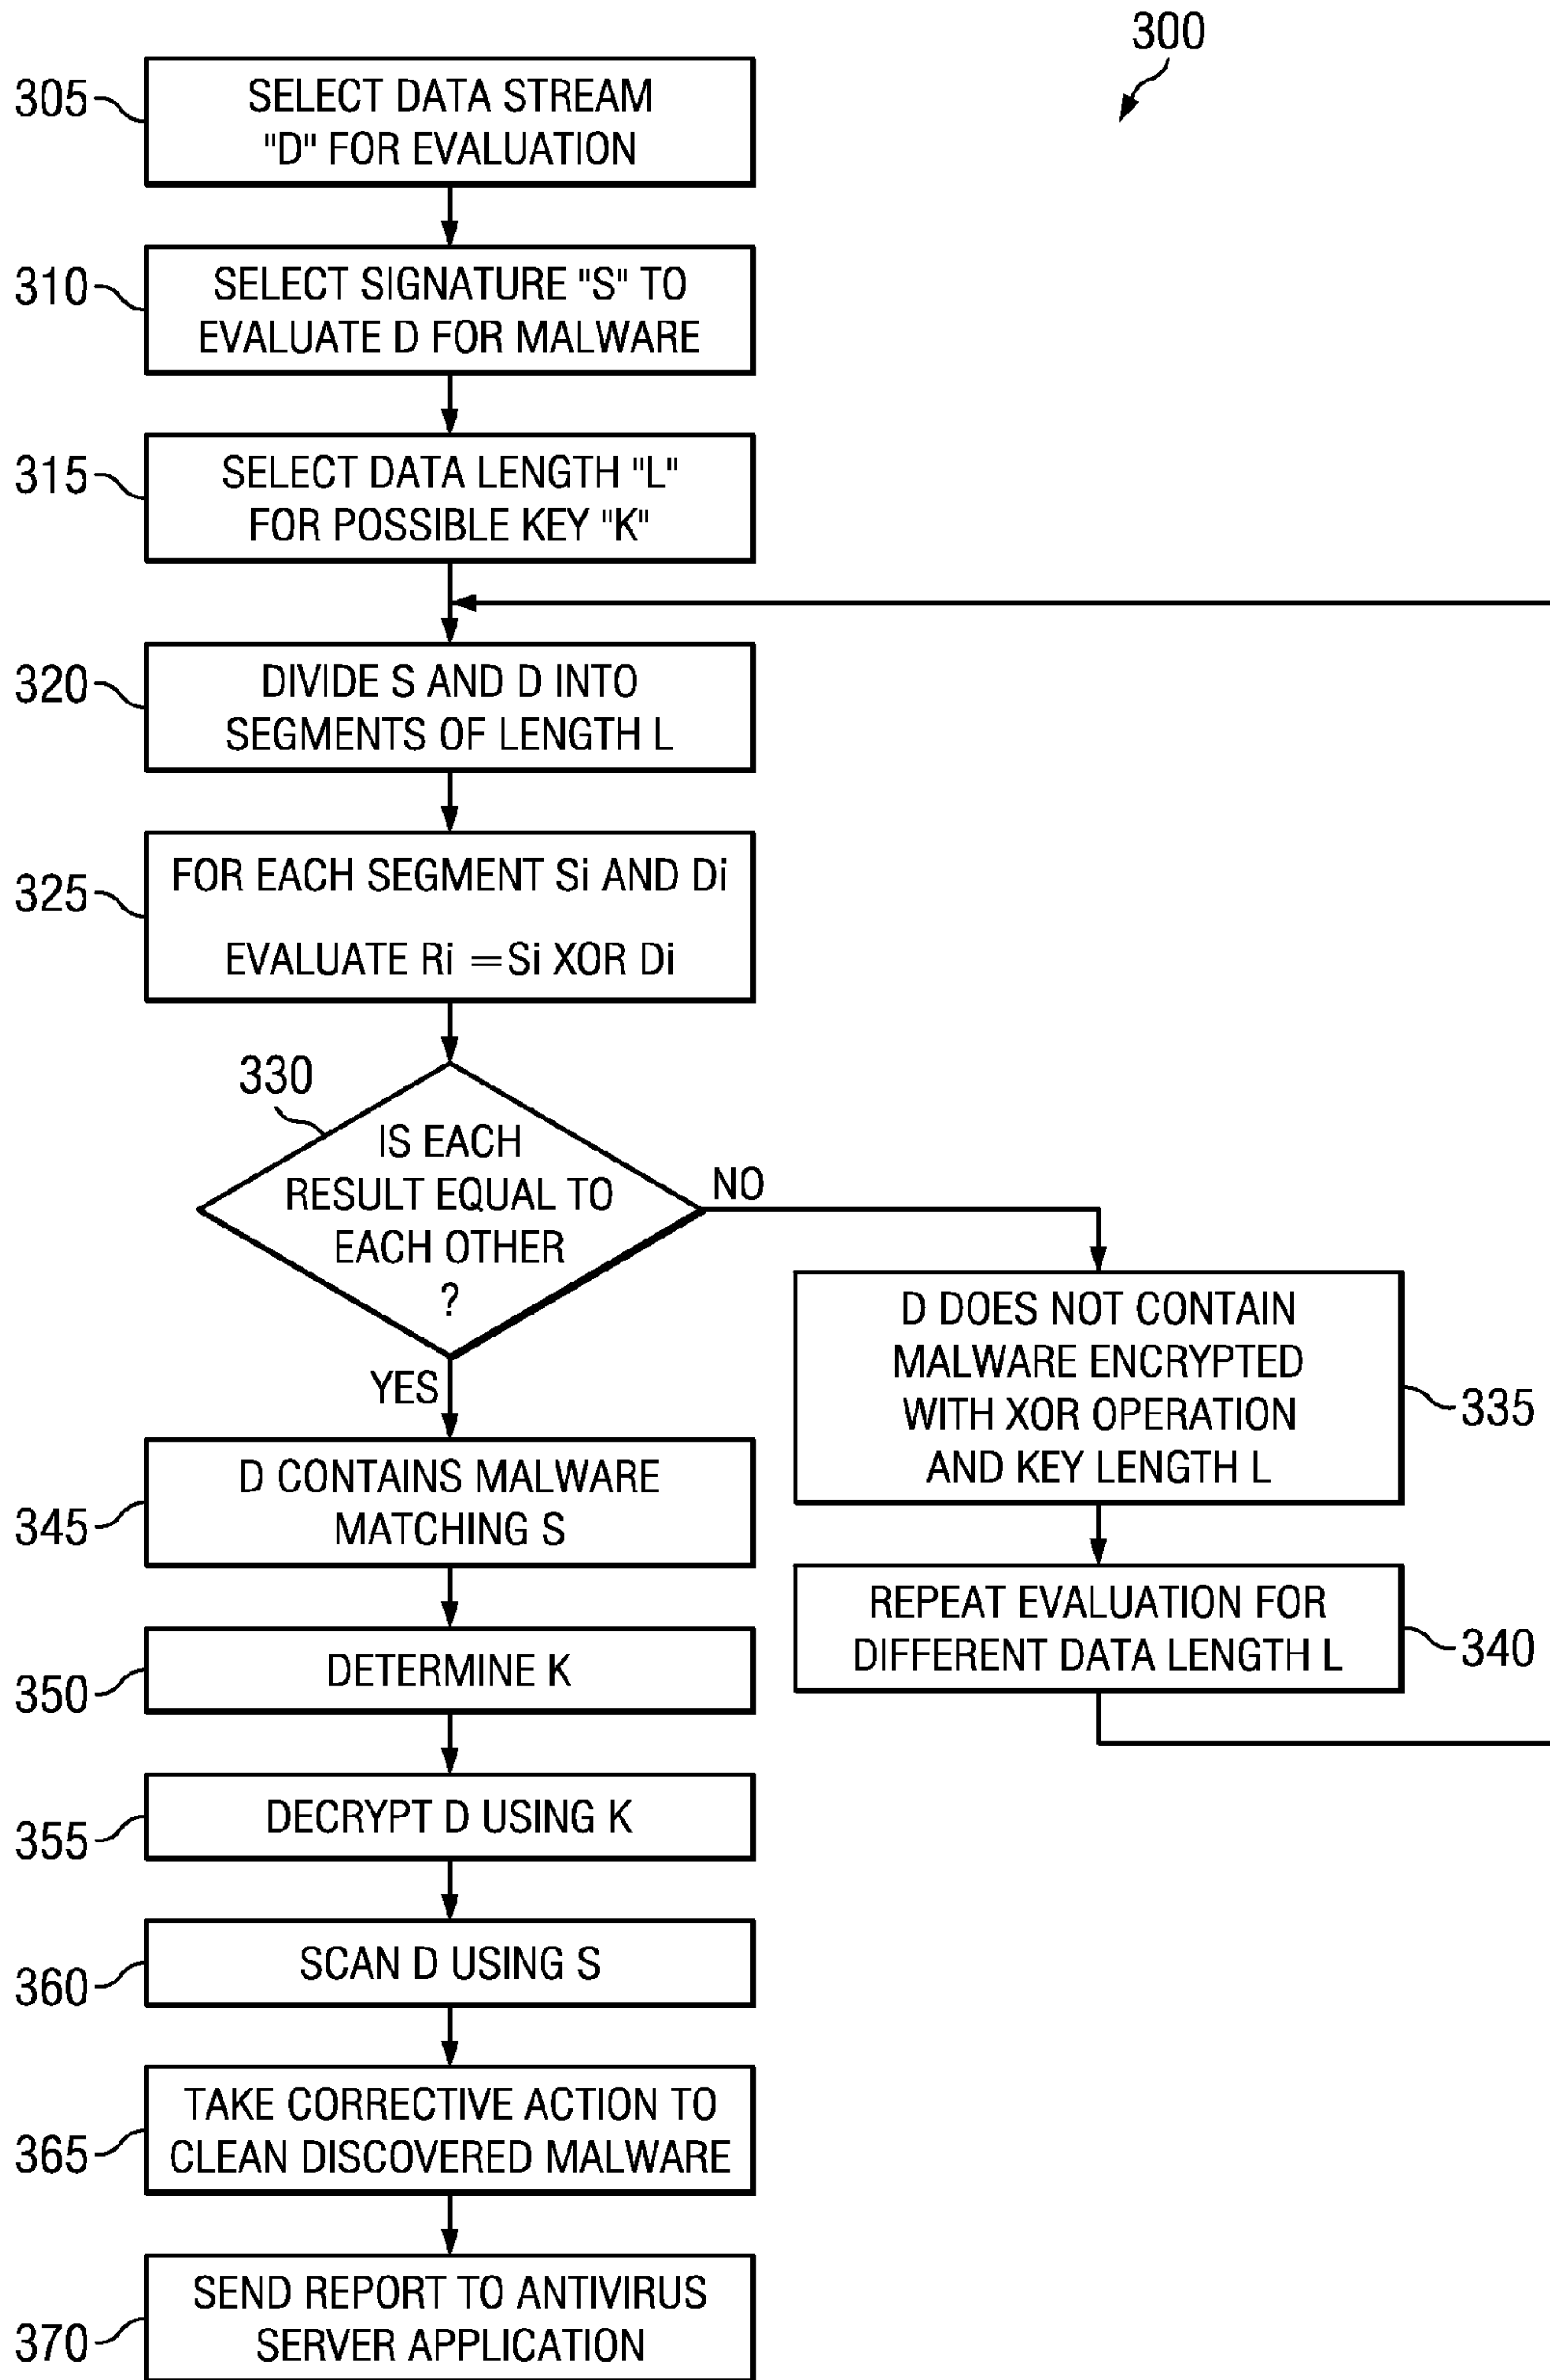 300
305
SELECT DATA STREAM
"D" FOR EVALUATION
310
SELECT SIGNATURE "S" TO
EVALUATE D FOR MALWARE
315
SELECT DATA LENGTH "L"
FOR POSSIBLE KEY "K"
320
DIVIDE S AND D INTO
SEGMENTS OF LENGTH L
325
FOR EACH SEGMENT Si AND Di
EVALUATE Ri =Si XOR Di
330
IS EACH
RESULT EQUAL TO
EACH OTHER
?
NO
YES
D DOES NOT CONTAIN
MALWARE ENCRYPTED
WITH XOR OPERATION
AND KEY LENGTH L
335
REPEAT EVALUATION FOR
DIFFERENT DATA LENGTH L
340
345
D CONTAINS MALWARE
MATCHING S
350
DETERMINE K
355
DECRYPT D USING K
360
SCAN D USING S
365
TAKE CORRECTIVE ACTION TO
CLEAN DISCOVERED MALWARE
370
SEND REPORT TO ANTIVIRUS
SERVER APPLICATION